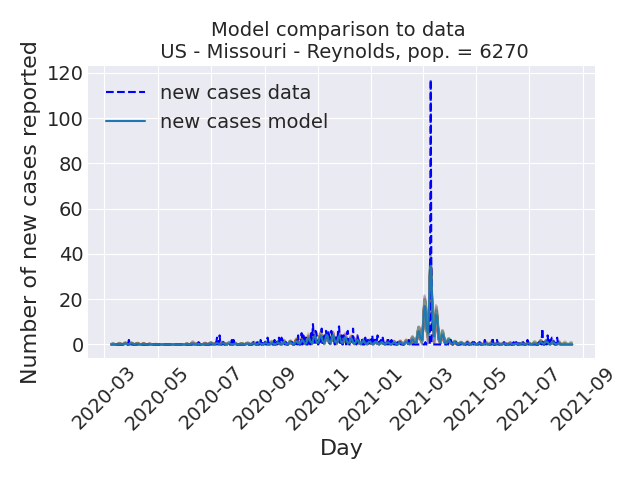 Model comparison to data
US - Missouri - Reynolds, pop. = 6270
Number of new cases reported
120
100
80
60
40
20
0
new cases data
new cases model
2020-03
2020-05
2020-07
2020-09
2020-11
2021-01
2021-03
2021-05
2021-07
2021-09
Day